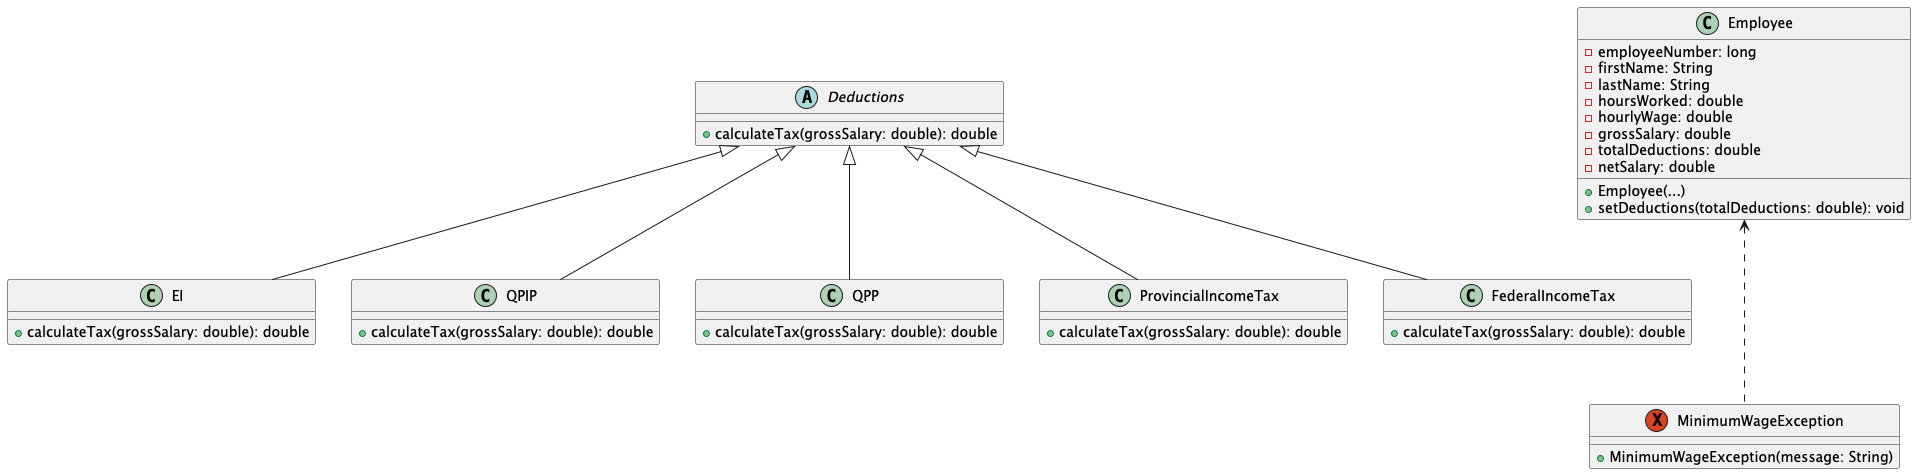 C Employee
employeeNumber: long
firstName: String
lastName: String
hoursWorked: double
hourlyWage: double
grossSalary: double
totalDeductions: double
netSalary: double
Employee(...)
setDeductions(totalDeductions: double): void
A Deductions
calculateTax(grossSalary: double): double
C EI
calculateTax(grossSalary: double): double
C QPIP
calculateTax(grossSalary: double): double
C QPP
calculateTax(grossSalary: double): double
C ProvincialIncomeTax
calculateTax(grossSalary: double): double
C FederalIncomeTax
calculateTax(grossSalary: double): double
X MinimumWageException
MinimumWageException(message: String)